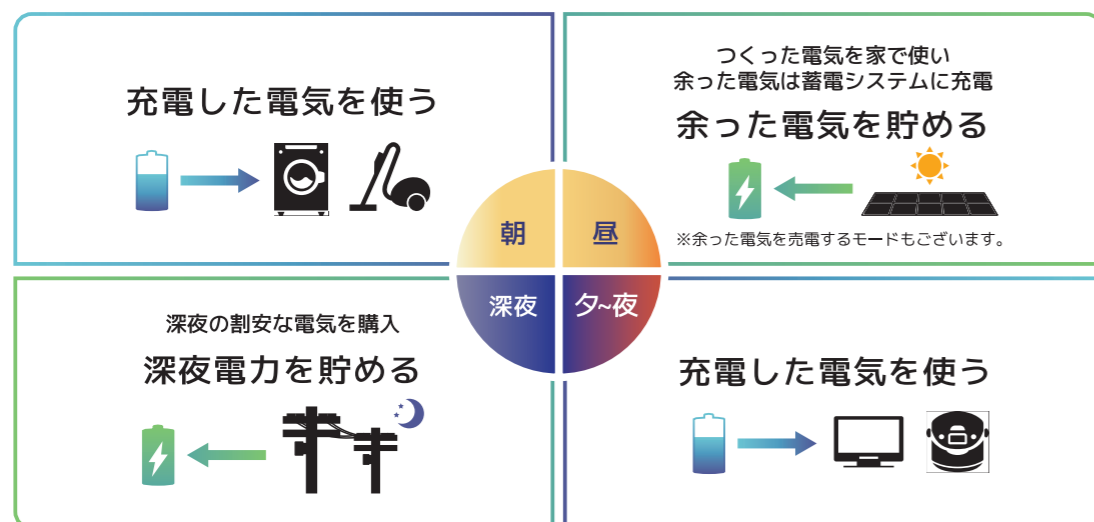 充電した電気を使う
つくった電気を家で使い
余った電気は蓄電システムに充電
余った電気を貯める
※余った電気を売電するモードもございます。
朝
昼
深夜
夕~夜
深夜の割安な電気を購入
深夜電力を貯める
充電した電気を使う